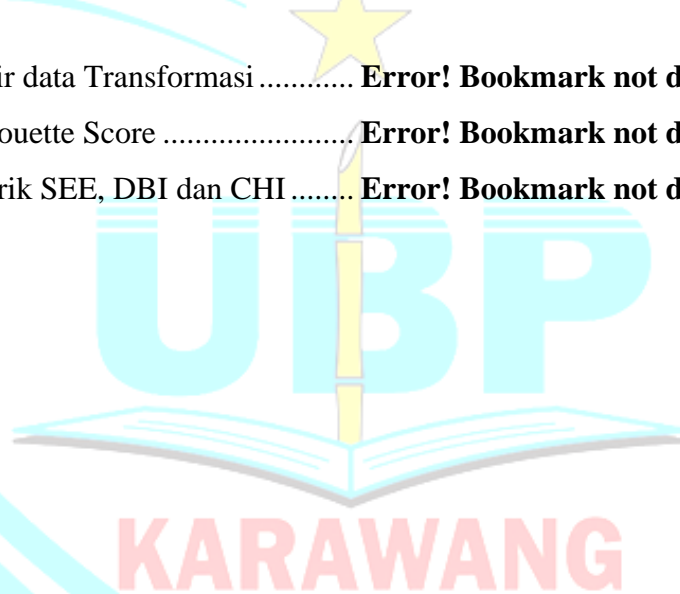 ir data Transformasi ............ Error! Bookmark not d
ouette Score ...................... Error! Bookmark not d
rik SEE, DBI dan CHI ........ Error! Bookmark not d
UBP
KARAWANG